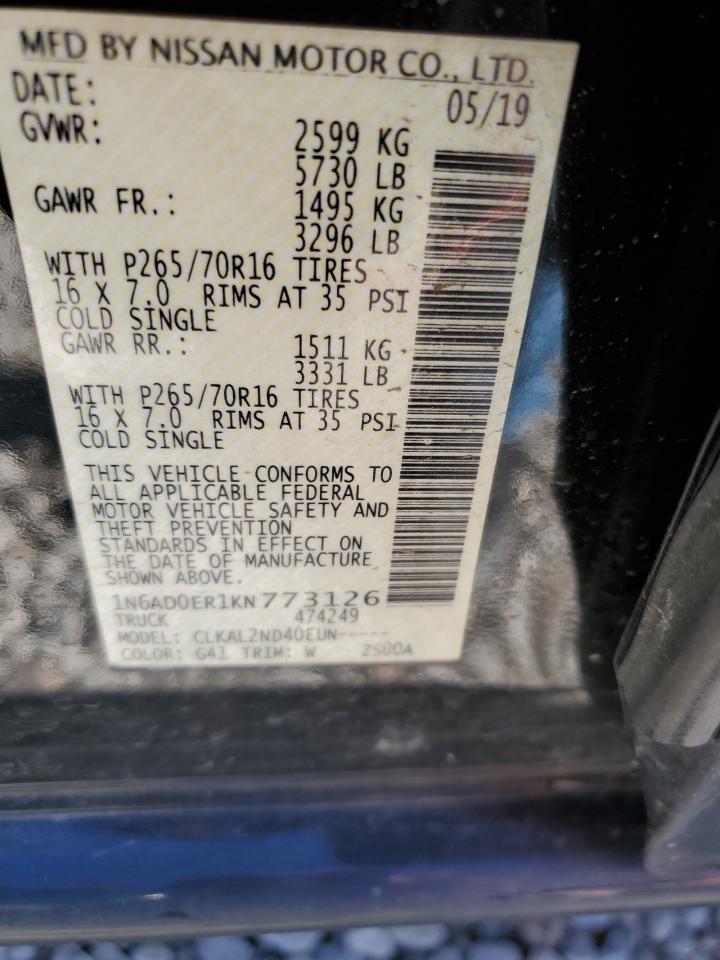 MFD BY NISSAN MOTOR CO., LTD.
DATE: 05/19
GVWR: 2599 KG
5730 LB
GAWR FR.: 1495 KG
3296 LB
WITH P265/70R16 TIRES
16 X 7.0 RIMS AT 35 PSI
COLD SINGLE
GAWR RR.: 1511 KG
3331 LB
WITH P265/70R16 TIRES
16 X 7.0 RIMS AT 35 PSI
COLD SINGLE
THIS VEHICLE CONFORMS TO
ALL APPLICABLE FEDERAL
MOTOR VEHICLE SAFETY AND
THEFT PREVENTION
STANDARDS IN EFFECT ON
THE DATE OF MANUFACTURE
SHOWN ABOVE.
1N6AD0ER1KN773126
TRUCK 474249
MODEL: CLKAL2ND40EUN-----
COLOR: G41 TRIM: W 2S00A